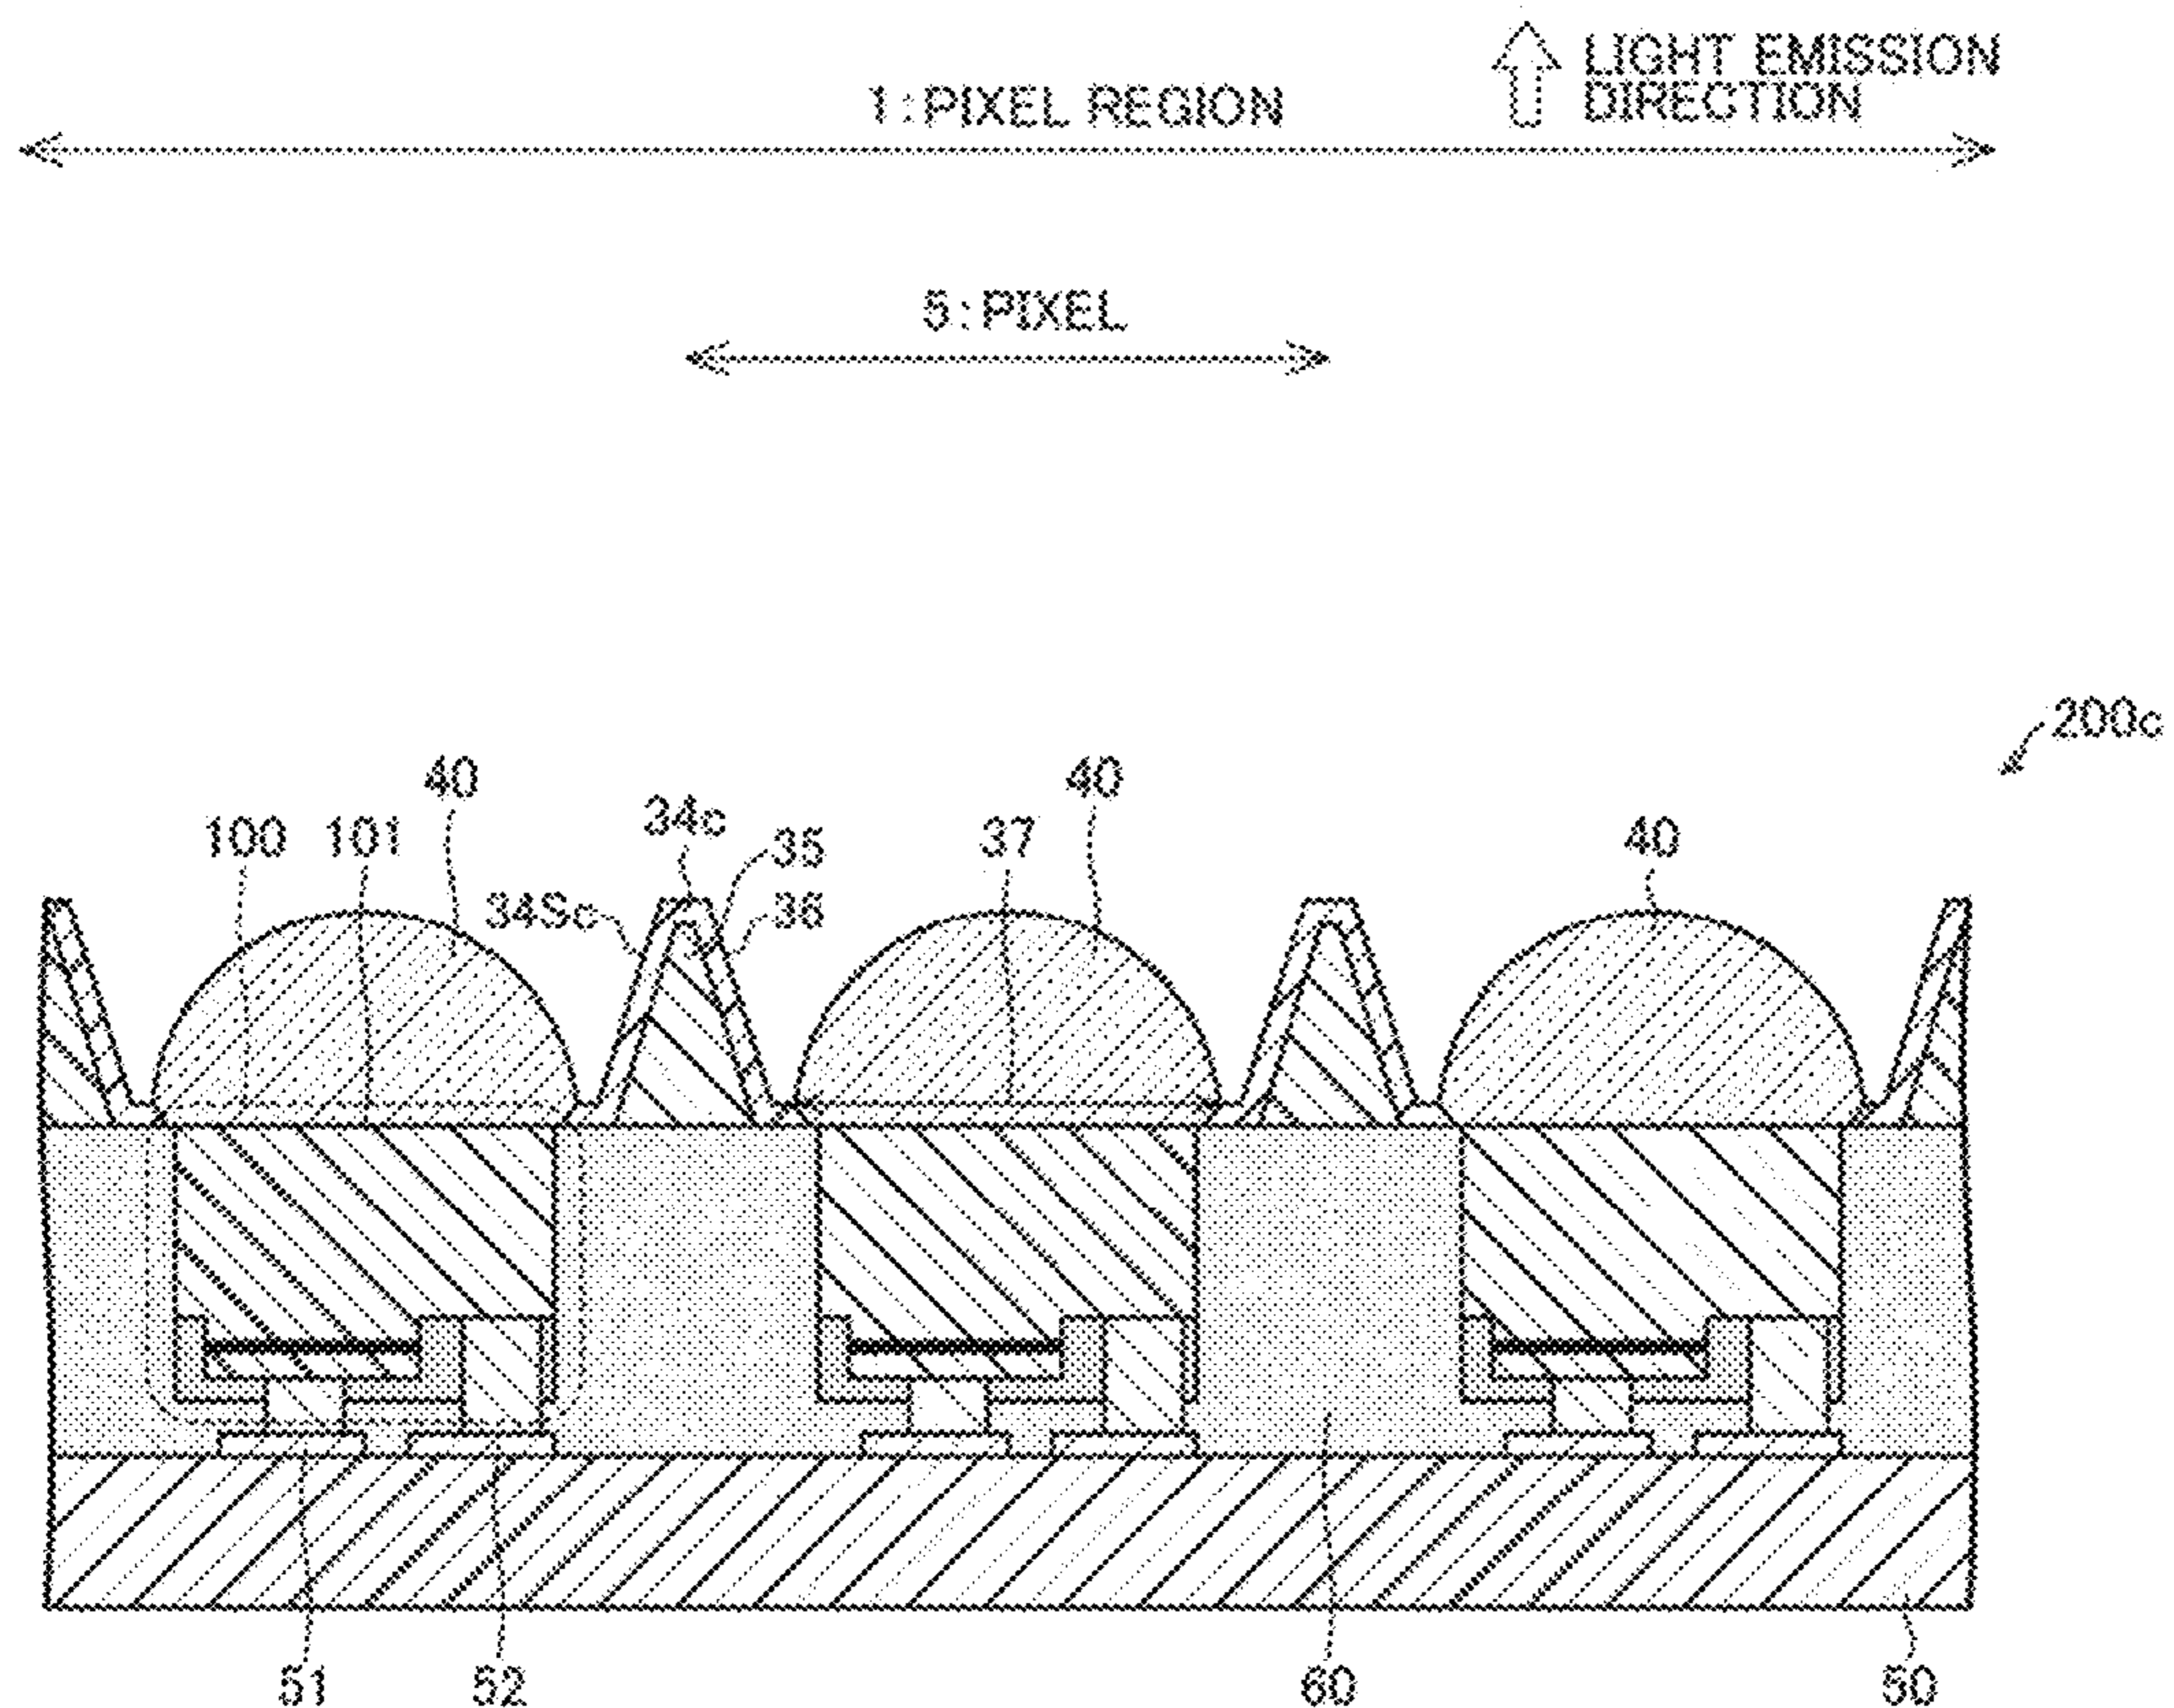 LIGHT EMISSION
DIRECTION
1:PIXEL REGION
5:PIXEL
200c
40
40
34c
100
101
35
37
40
34Sc
36
51
52
60
50